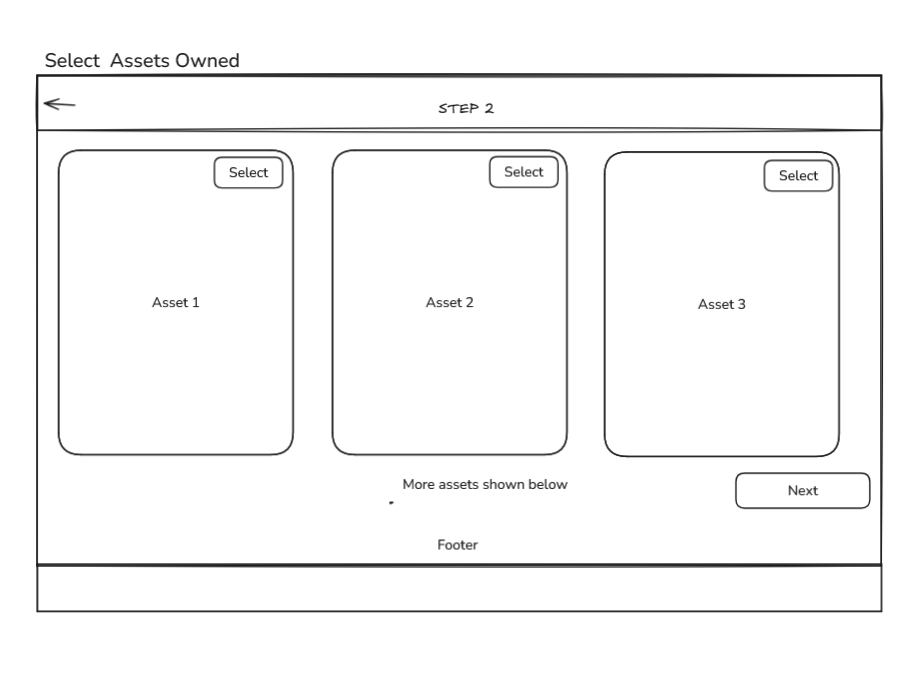 Select Assets Owned
STEP 2
Select
Select
Select
Asset 1
Asset 2
Asset 3
More assets shown below
Next
Footer